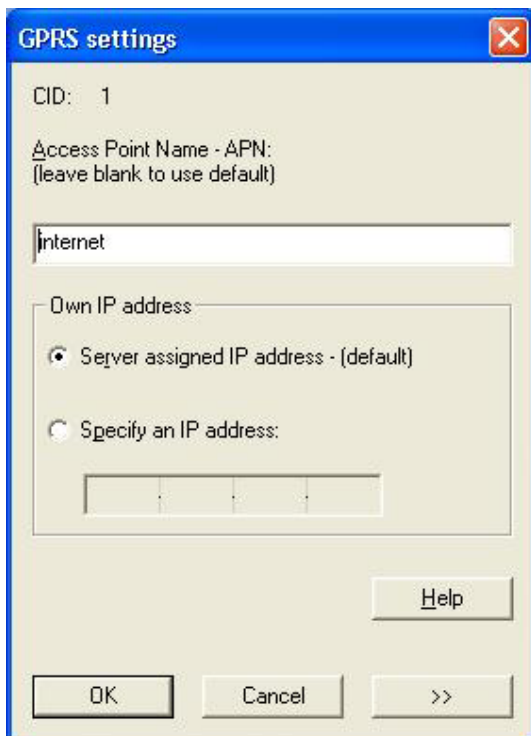 GPRS settings
CID: 1
Access Point Name - APN:
(leave blank to use default)
internet
Own IP address
Server assigned IP address - (default)
Specify an IP address:
. . .
Help
OK Cancel >>